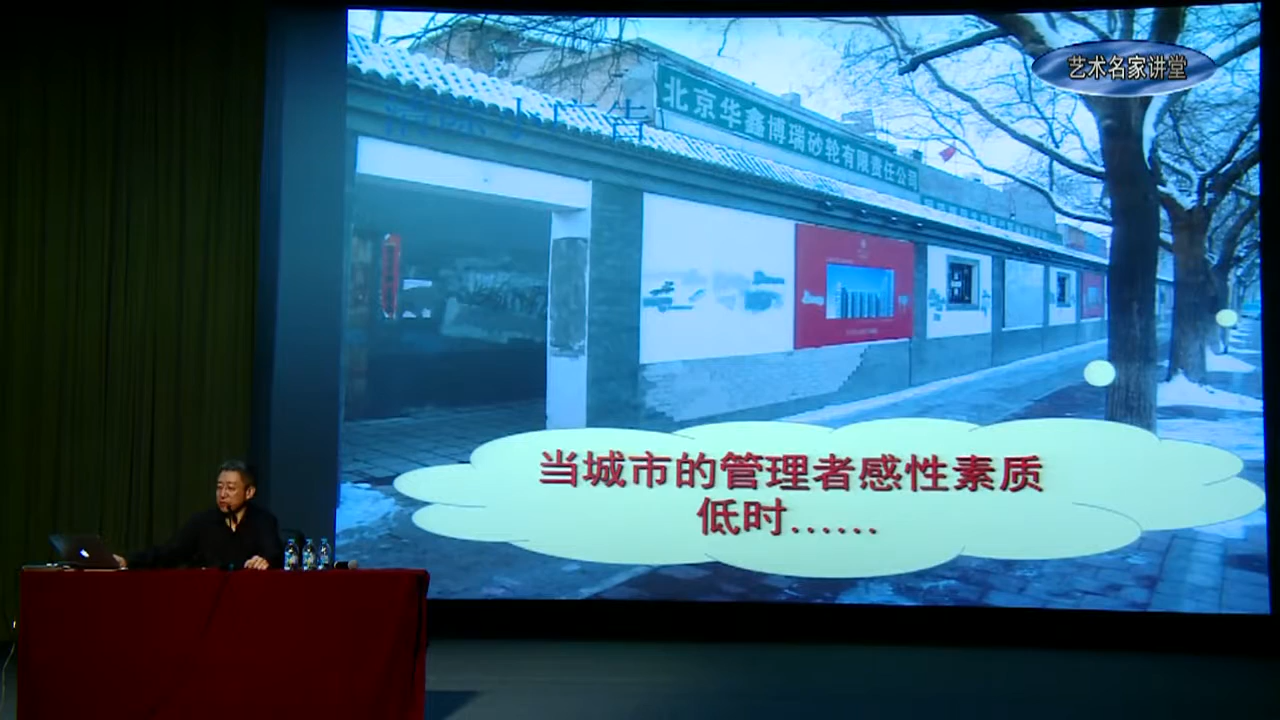 艺术名家讲堂
北京华鑫博瑞砂轮有限责任公司
当城市的管理者感性素质
低时……